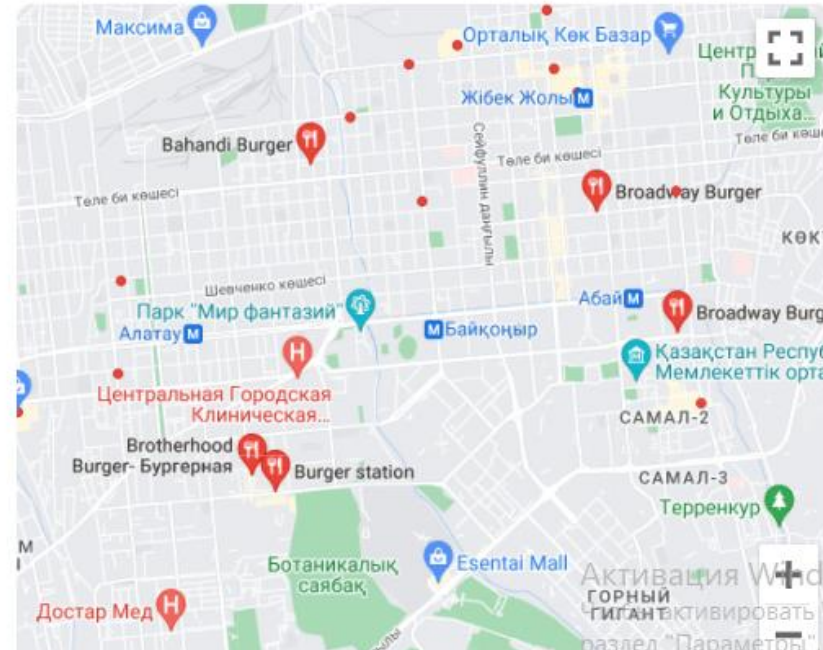 Максима
Орталық Көк Базар
Центр
П
Культуры
и Отдыха...
Жібек Жолы M
Bahandi Burger
Төле би көшесі
Төле би көшесі
Төле би көше
Сейфуллин даңғылы
Broadway Burger
КӨК
Шевченко көшесі
Парк "Мир фантазий"
Абай M
Broadway Burg
Алатау M
M Байқоңыр
Қазақстан Респуб
Мемлекеттік орта
H
Центральная Городская
Клиническая...
САМАЛ-2
Brotherhood
Burger- Бургерная
Burger station
САМАЛ-3
Терренкур
М
Ботаникалық
саябақ
Esentai Mall
Активация Wind
ГОРНЫЙ
ГИГАНТ
активировать
раздел "Параметры".
Достар Мед
H